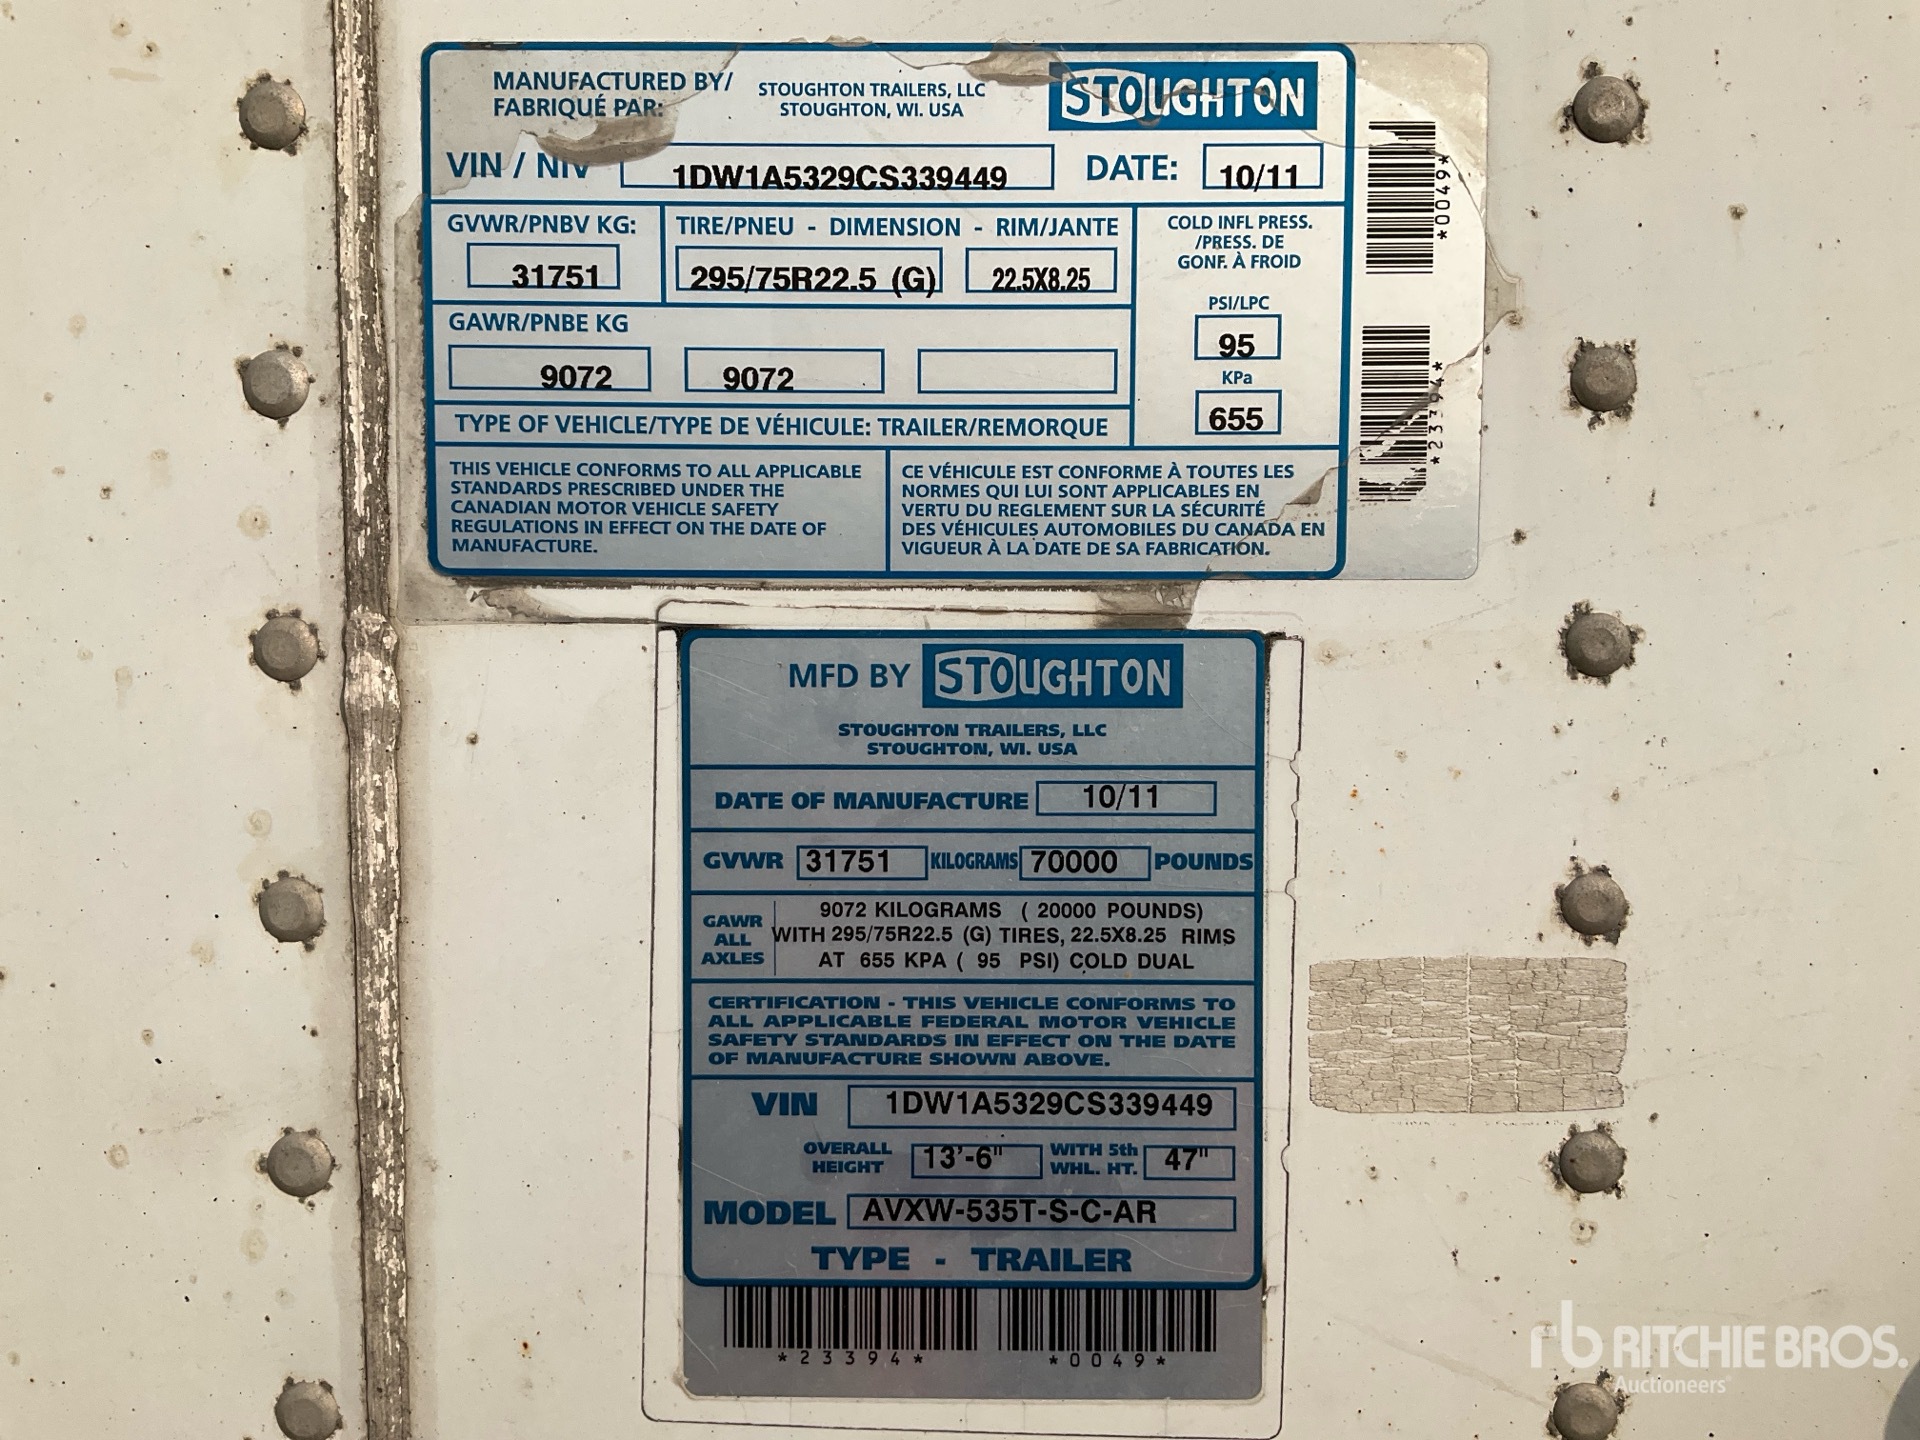 MANUFACTURED BY/
FABRIQUÉ PAR:
STOUGHTON TRAILERS, LLC
STOUGHTON, WI. USA
STOUGHTON
VIN / NIV 1DW1A5329CS339449 DATE: 10/11
GVWR/PNBV KG: TIRE/PNEU - DIMENSION - RIM/JANTE
31751 295/75R22.5 (G) 22.5X8.25
COLD INFL PRESS.
/PRESS. DE
GONF. À FROID
PSI/LPC
95
KPa
655
GAWR/PNBE KG
9072 9072
TYPE OF VEHICLE/TYPE DE VÉHICULE: TRAILER/REMORQUE
THIS VEHICLE CONFORMS TO ALL APPLICABLE
STANDARDS PRESCRIBED UNDER THE
CANADIAN MOTOR VEHICLE SAFETY
REGULATIONS IN EFFECT ON THE DATE OF
MANUFACTURE.
CE VÉHICULE EST CONFORME À TOUTES LES
NORMES QUI LUI SONT APPLICABLES EN
VERTU DU REGLEMENT SUR LA SÉCURITÉ
DES VÉHICULES AUTOMOBILES DU CANADA EN
VIGUEUR À LA DATE DE SA FABRICATION.
*0049*
*23394*
MFD BY STOUGHTON
STOUGHTON TRAILERS, LLC
STOUGHTON, WI. USA
DATE OF MANUFACTURE 10/11
GVWR 31751 KILOGRAMS 70000 POUNDS
GAWR
ALL
AXLES
9072 KILOGRAMS ( 20000 POUNDS)
WITH 295/75R22.5 (G) TIRES, 22.5X8.25 RIMS
AT 655 KPA ( 95 PSI) COLD DUAL
CERTIFICATION - THIS VEHICLE CONFORMS TO
ALL APPLICABLE FEDERAL MOTOR VEHICLE
SAFETY STANDARDS IN EFFECT ON THE DATE
OF MANUFACTURE SHOWN ABOVE.
VIN 1DW1A5329CS339449
OVERALL
HEIGHT
13'-6"
WITH 5th
WHL. HT.
47"
MODEL AVXW-535T-S-C-AR
TYPE - TRAILER
*23394* *0049*
rb RITCHIE BROS.
Auctioneers